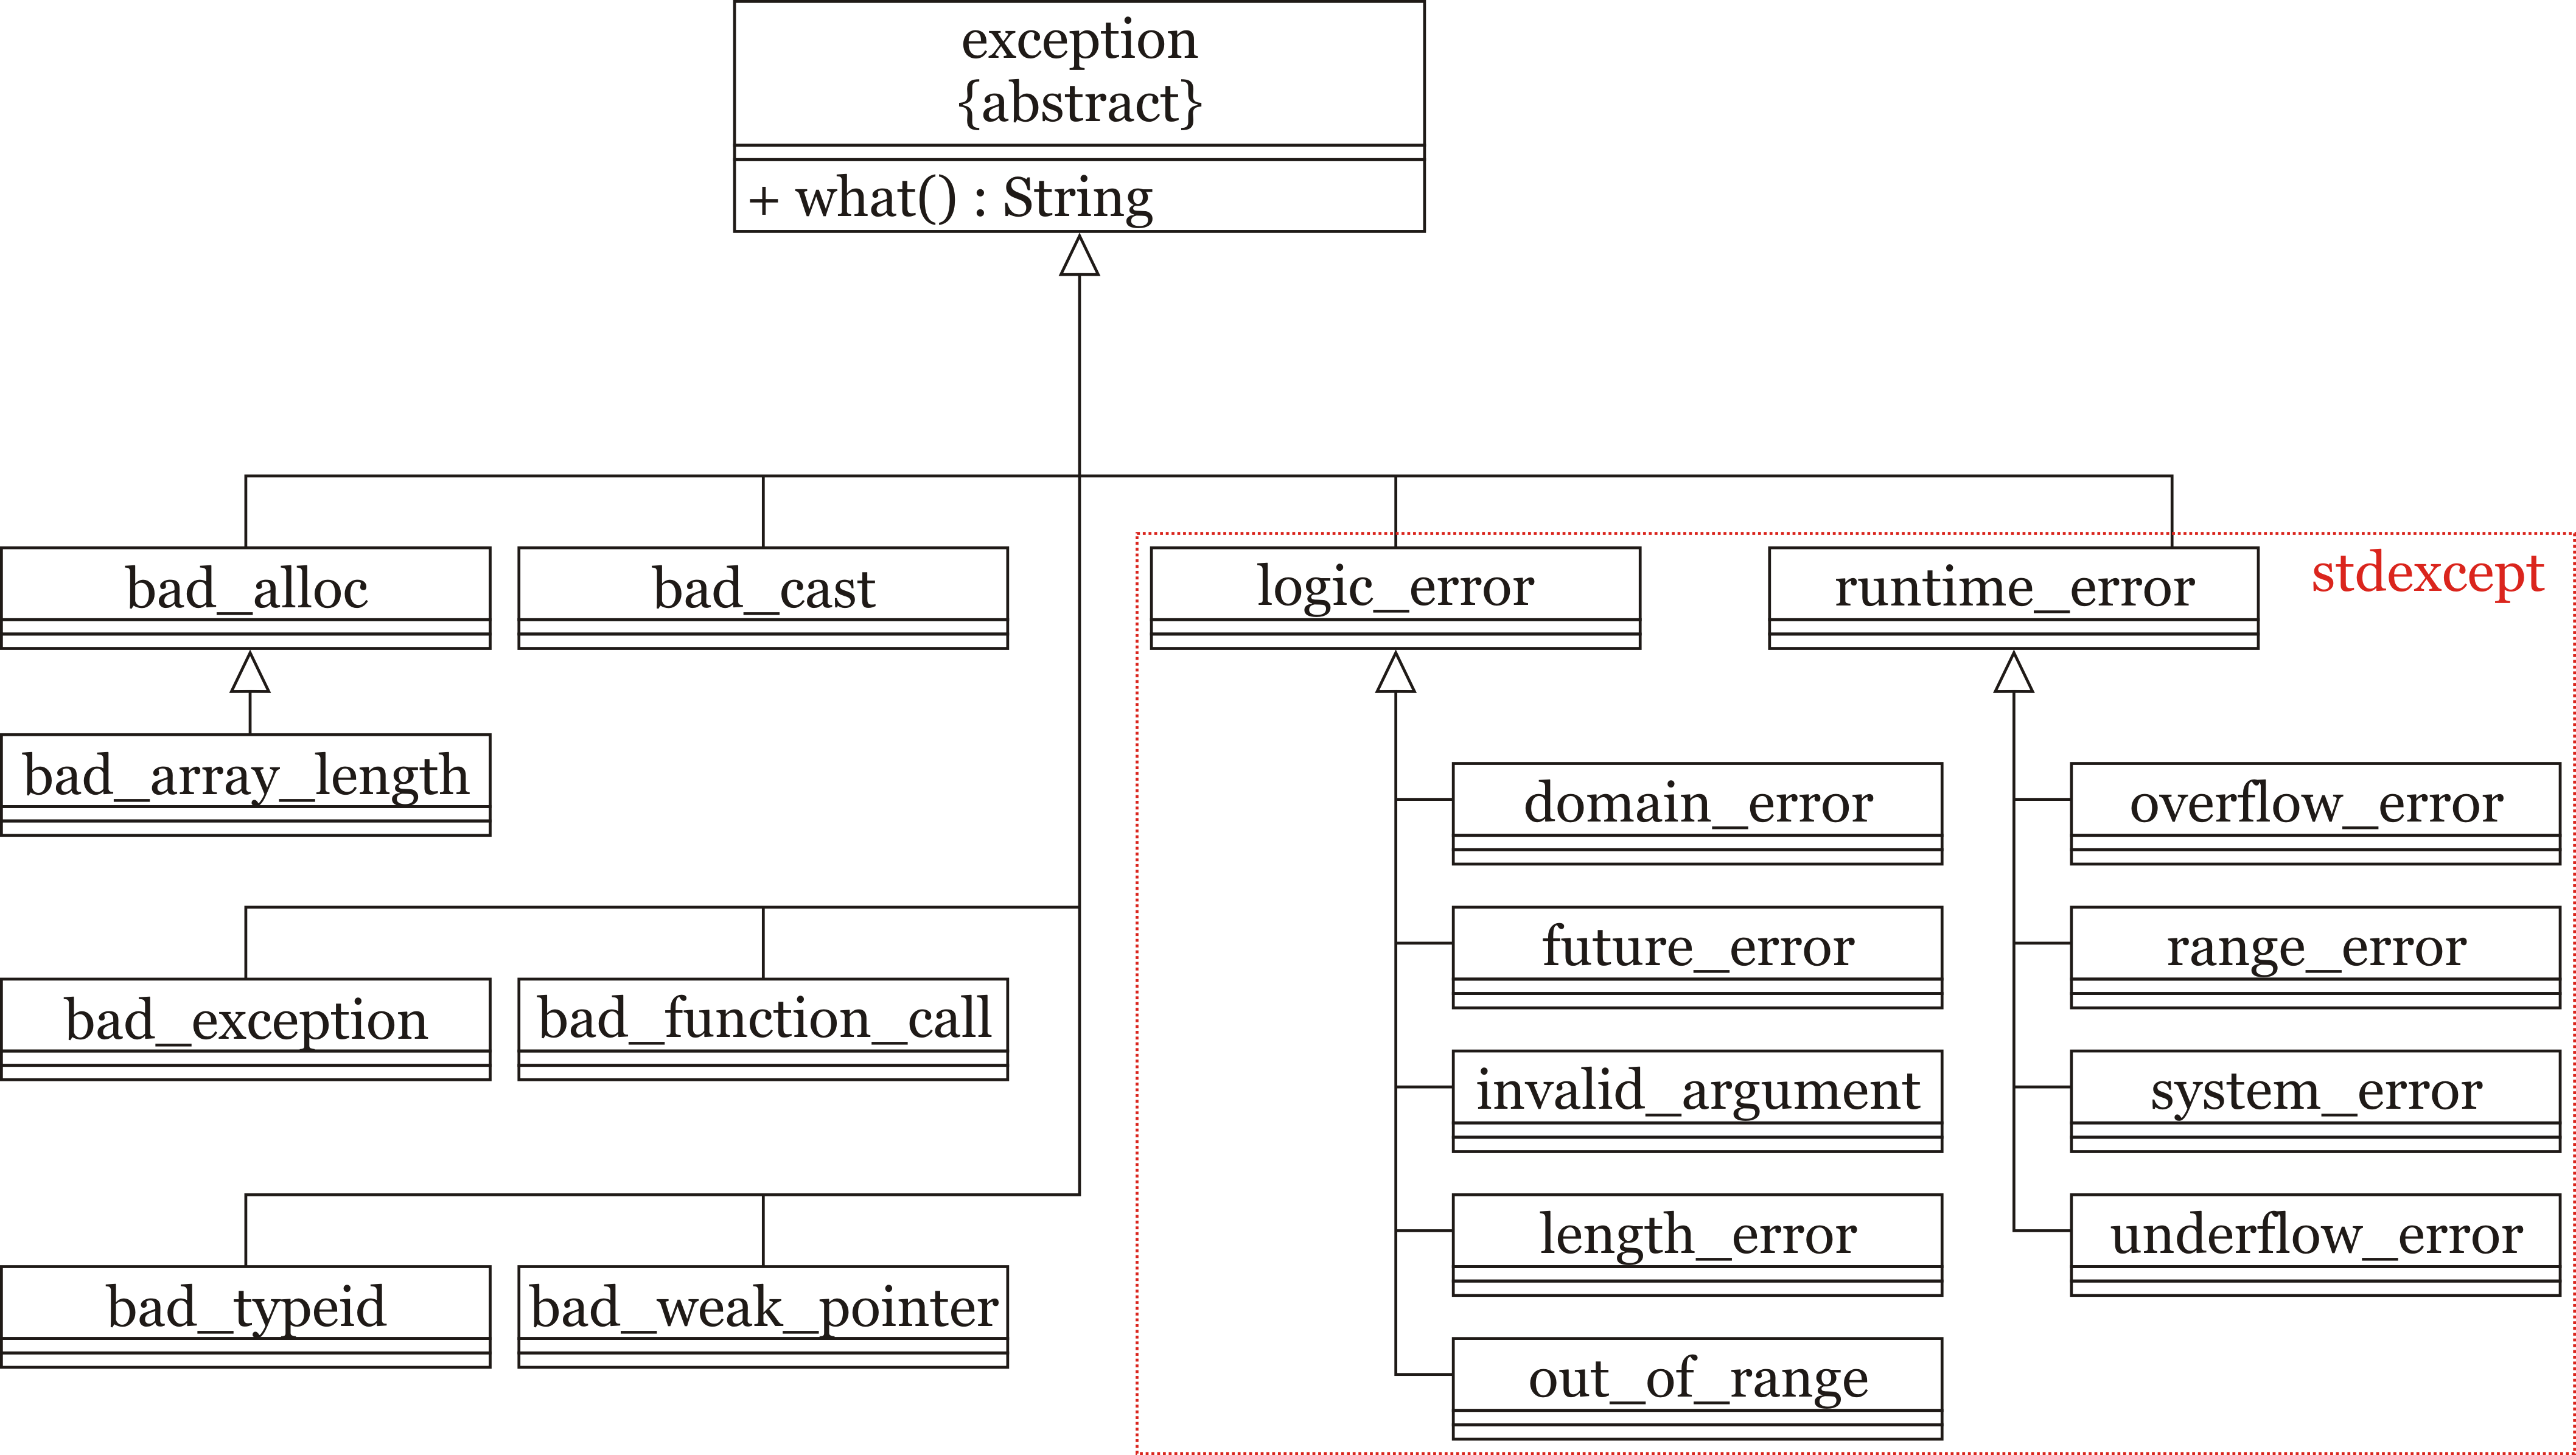 exception
{abstract}
+ what() : String
bad_alloc
bad_cast
logic_error
runtime_error
stdexcept
bad_array_length
domain_error
overflow_error
future_error
range_error
bad_exception
bad_function_call
invalid_argument
system_error
length_error
underflow_error
bad_typeid
bad_weak_pointer
out_of_range